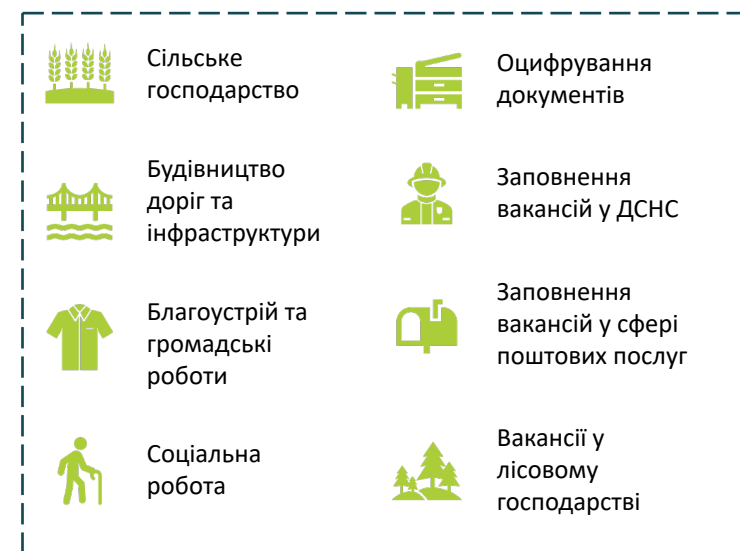 Сільське
господарство
Будівництво
доріг та
інфраструктури
Благоустрій та
громадські
роботи
Соціальна
робота
Оцифрування
документів
Заповнення
вакансій у ДСНС
Заповнення
вакансій у сфері
поштових послуг
Вакансії у
лісовому
господарстві